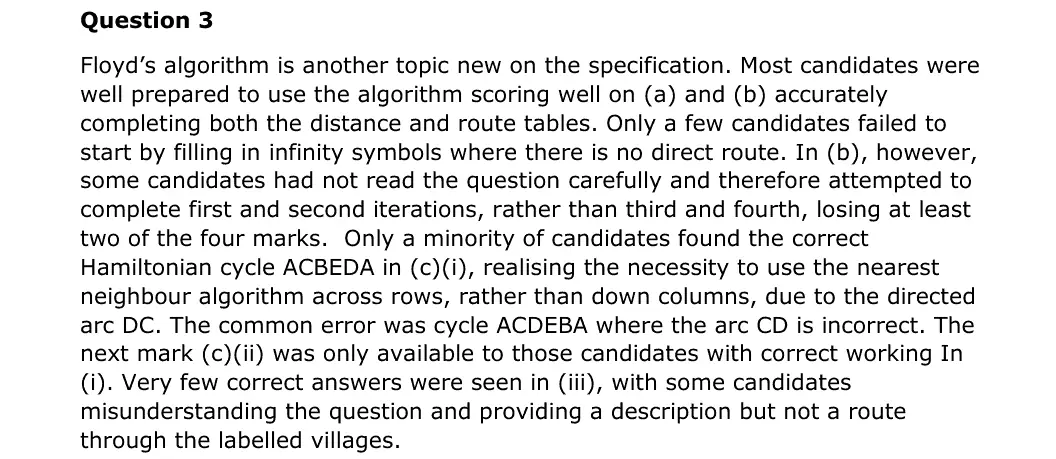 Question 3
Floyd’s algorithm is another topic new on the specification. Most candidates were
well prepared to use the algorithm scoring well on (a) and (b) accurately
completing both the distance and route tables. Only a few candidates failed to
start by filling in infinity symbols where there is no direct route. In (b), however,
some candidates had not read the question carefully and therefore attempted to
complete first and second iterations, rather than third and fourth, losing at least
two of the four marks.  Only a minority of candidates found the correct
Hamiltonian cycle ACBEDA in (c)(i), realising the necessity to use the nearest
neighbour algorithm across rows, rather than down columns, due to the directed
arc DC. The common error was cycle ACDEBA where the arc CD is incorrect. The
next mark (c)(ii) was only available to those candidates with correct working In
(i). Very few correct answers were seen in (iii), with some candidates
misunderstanding the question and providing a description but not a route
through the labelled villages.